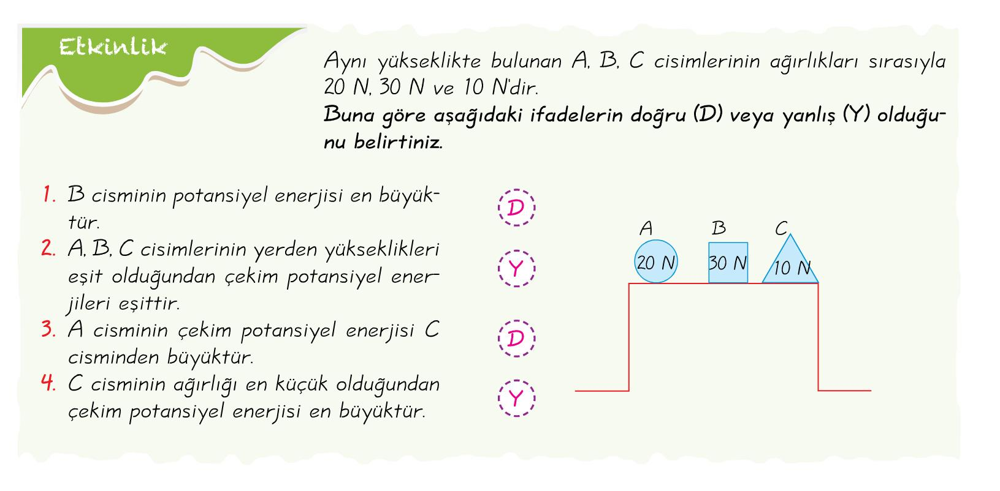 Etkinlik
Aynı yükseklikte bulunan A, B, C cisimlerinin ağırlıkları sırasıyla
20 N, 30 N ve 10 N'dir.
Buna göre aşağıdaki ifadelerin doğru (D) veya yanlış (Y) olduğu-
nu belirtiniz.
1. B cisminin potansiyel enerjisi en büyük-
tür.
D
2. A, B, C cisimlerinin yerden yükseklikleri
eşit olduğundan çekim potansiyel ener-
jileri eşittir.
Y
3. A cisminin çekim potansiyel enerjisi C
cisminden büyüktür.
D
4. C cisminin ağırlığı en küçük olduğundan
çekim potansiyel enerjisi en büyüktür.
Y
A B C
20 N 30 N 10 N